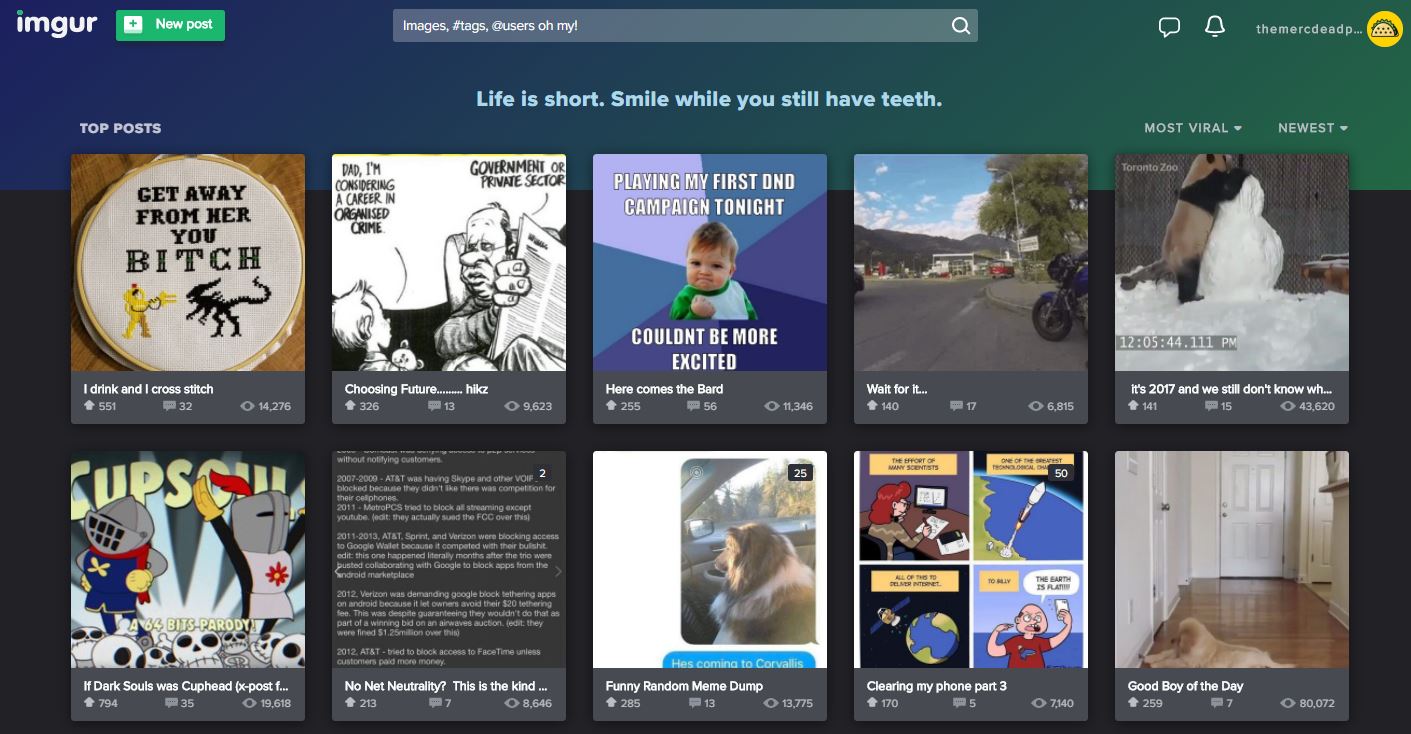 imgur
New post
Images, #tags, @users oh my!
themercdeadp...
Life is short. Smile while you still have teeth.
TOP POSTS
MOST VIRAL
NEWEST
GET AWAY
FROM HER
YOU
BITCH
I drink and I cross stitch
551 32 14,276
DAD, I'M
CONSIDERING
A CAREER IN
ORGANISED
CRIME.
GOVERNMENT OR
PRIVATE SECTOR
Choosing Future......... hikz
326 13 9,623
PLAYING MY FIRST DND
CAMPAIGN TONIGHT
COULDNT BE MORE
EXCITED
Here comes the Bard
255 56 11,346
Wait for it...
140 17 6,815
Toronto Zoo
12:05:44.111 PM
it's 2017 and we still don't know wh...
141 15 43,620
CUPSOUL
A 64 BITS PARODY!
If Dark Souls was Cuphead (x-post f...
794 35 19,618
2
without notifying customers.
2007-2009 - AT&T was having Skype and other VOIP
blocked because they didn't like there was competition for
their cellphones.
2011 - MetroPCS tried to block all streaming except
youtube. (edit: they actually sued the FCC over this)
2011-2013, AT&T, Sprint, and Verizon were blocking access
to Google Wallet because it competed with their bullshit.
edit: this one happened literally months after the trio were
busted collaborating with Google to block apps from the
android marketplace
2012, Verizon was demanding google block tethering apps
on android because it let owners avoid their $20 tethering
fee. This was despite guaranteeing they wouldn't do that as
part of a winning bid on an airwaves auction. (edit: they
were fined $1.25million over this)
2012, AT&T - tried to block access to FaceTime unless
customers paid more money.
No Net Neutrality? This is the kind ...
213 7 8,646
25
Hes coming to Corvallis
Funny Random Meme Dump
285 13 13,775
50
THE EFFORT OF
MANY SCIENTISTS
ONE OF THE GREATEST
TECHNOLOGICAL
ALL OF THIS TO
DELIVER INTERNET...
TO BILLY
THE EARTH
IS FLAT!!!!
Clearing my phone part 3
170 5 7,140
Good Boy of the Day
259 7 80,072